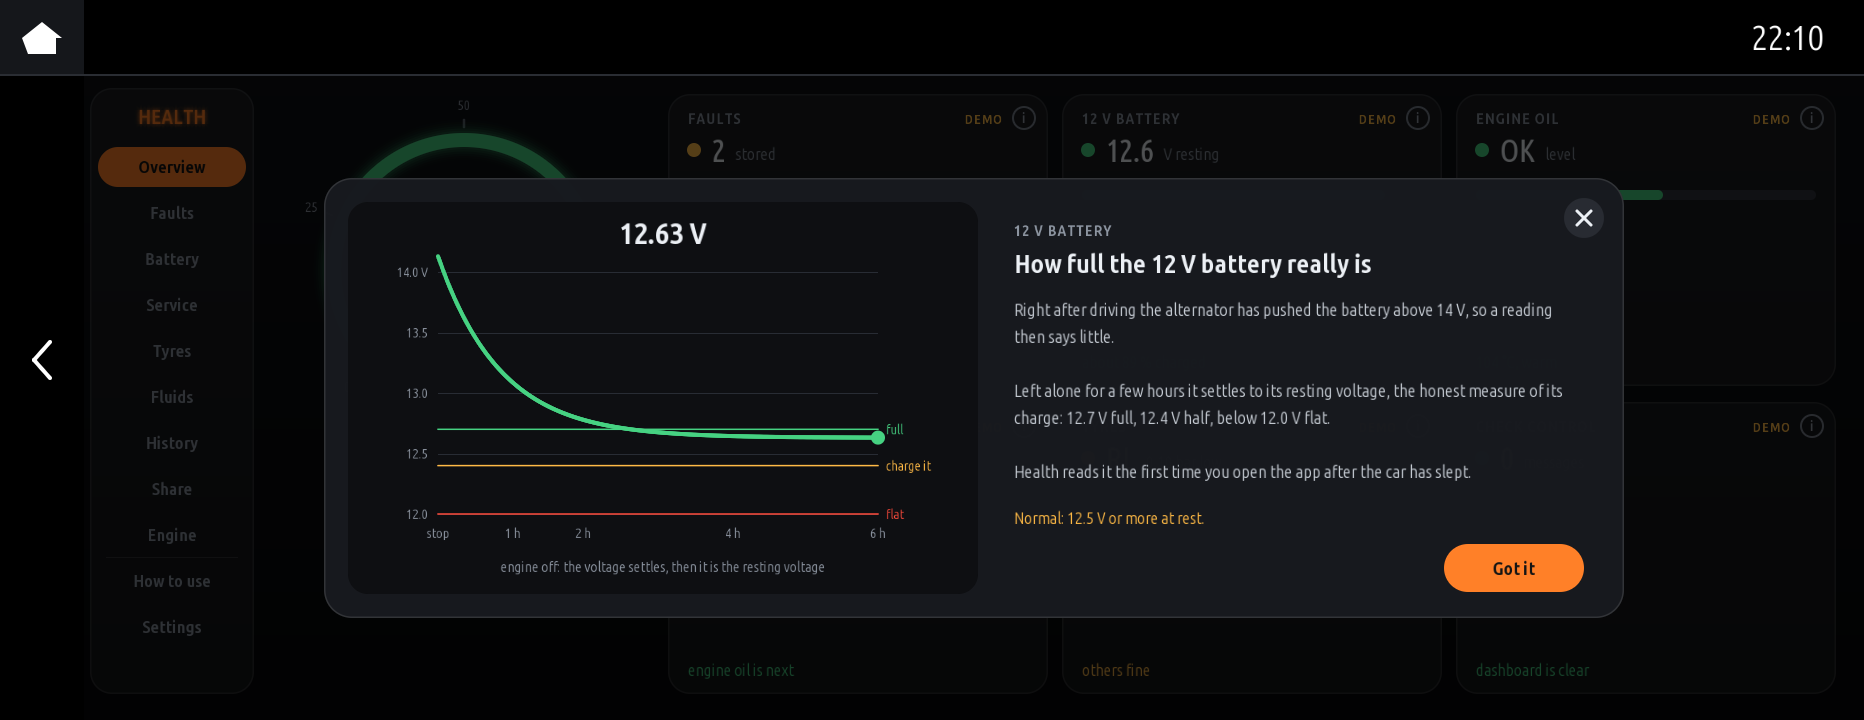 22:10
HEALTH
Overview
Faults
Battery
Service
Tyres
Fluids
History
Share
Engine
How to use
Settings
50
25
FAULTS
DEMO
i
2 stored
12 V BATTERY
DEMO
i
12.6 V resting
ENGINE OIL
DEMO
i
OK level
12.63 V
14.0 V
13.5
13.0
12.5
12.0
full
charge it
flat
stop
1 h
2 h
4 h
6 h
engine off: the voltage settles, then it is the resting voltage
12 V BATTERY
How full the 12 V battery really is
Right after driving the alternator has pushed the battery above 14 V, so a reading
then says little.
Left alone for a few hours it settles to its resting voltage, the honest measure of its
charge: 12.7 V full, 12.4 V half, below 12.0 V flat.
Health reads it the first time you open the app after the car has slept.
Normal: 12.5 V or more at rest.
Got it
DEMO
i
engine oil is next
others fine
dashboard is clear